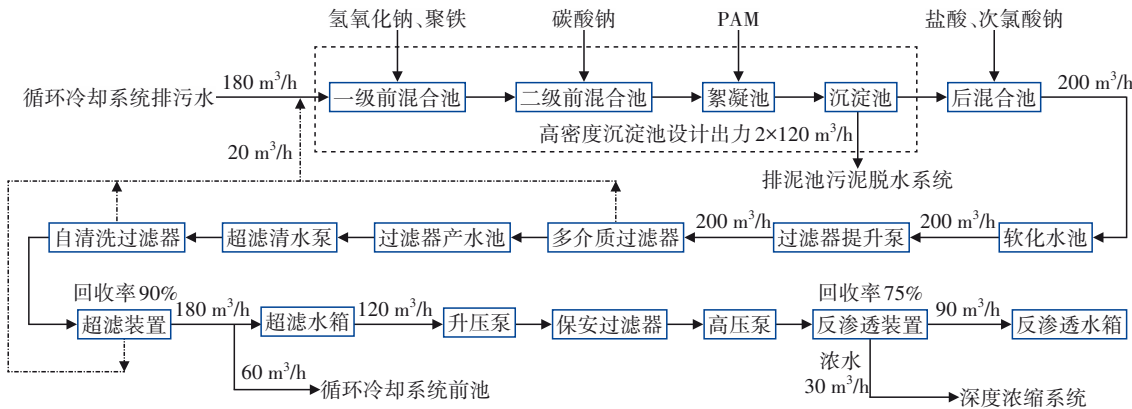 氢氧化钠、聚铁
碳酸钠
PAM
盐酸、次氯酸钠
循环冷却系统排污水
180 m³/h
一级前混合池
二级前混合池
絮凝池
沉淀池
后混合池
200 m³/h
高密度沉淀池设计出力2×120 m³/h
20 m³/h
排泥池污泥脱水系统
自清洗过滤器
超滤清水泵
过滤器产水池
多介质过滤器
200 m³/h
过滤器提升泵
200 m³/h
软化水池
回收率90%
超滤装置
180 m³/h
超滤水箱
120 m³/h
升压泵
保安过滤器
高压泵
回收率75%
反渗透装置
90 m³/h
反渗透水箱
60 m³/h
循环冷却系统前池
浓水
30 m³/h
深度浓缩系统